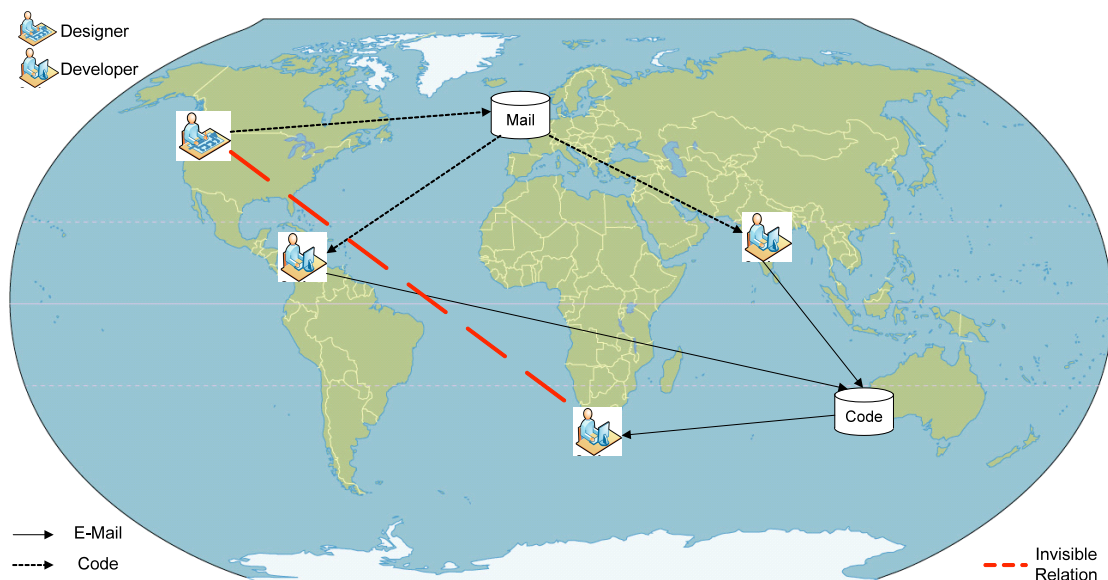 Designer
Developer
Mail
Code
E-Mail
Code
Invisible
Relation